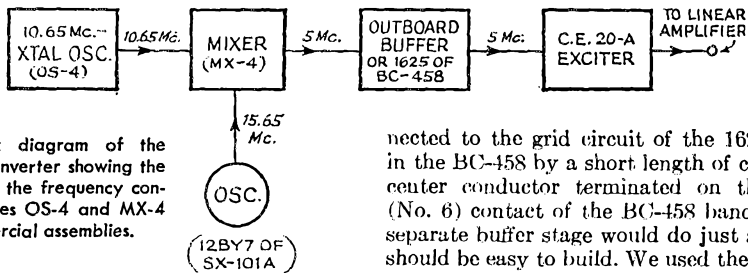 10.65 Mc.
XTAL OSC.
(OS-4)
10.65 Mc.
MIXER
(MX-4)
5 Mc.
OUTBOARD
BUFFER
OR 1625 OF
BC-458
5 Mc.
C.E. 20-A
EXCITER
TO LINEAR
AMPLIFIER
15.65
Mc.
OSC.
(12BY7 OF
SX-101A)
diagram of the
nverter showing the
the frequency con-
es OS-4 and MX-4
rcial assemblies.
nected to the grid circuit of the 162
in the BC-458 by a short length of c
center conductor terminated on th
(No. 6) contact of the BC-458 band
separate buffer stage would do just a
should be easy to build. We used the